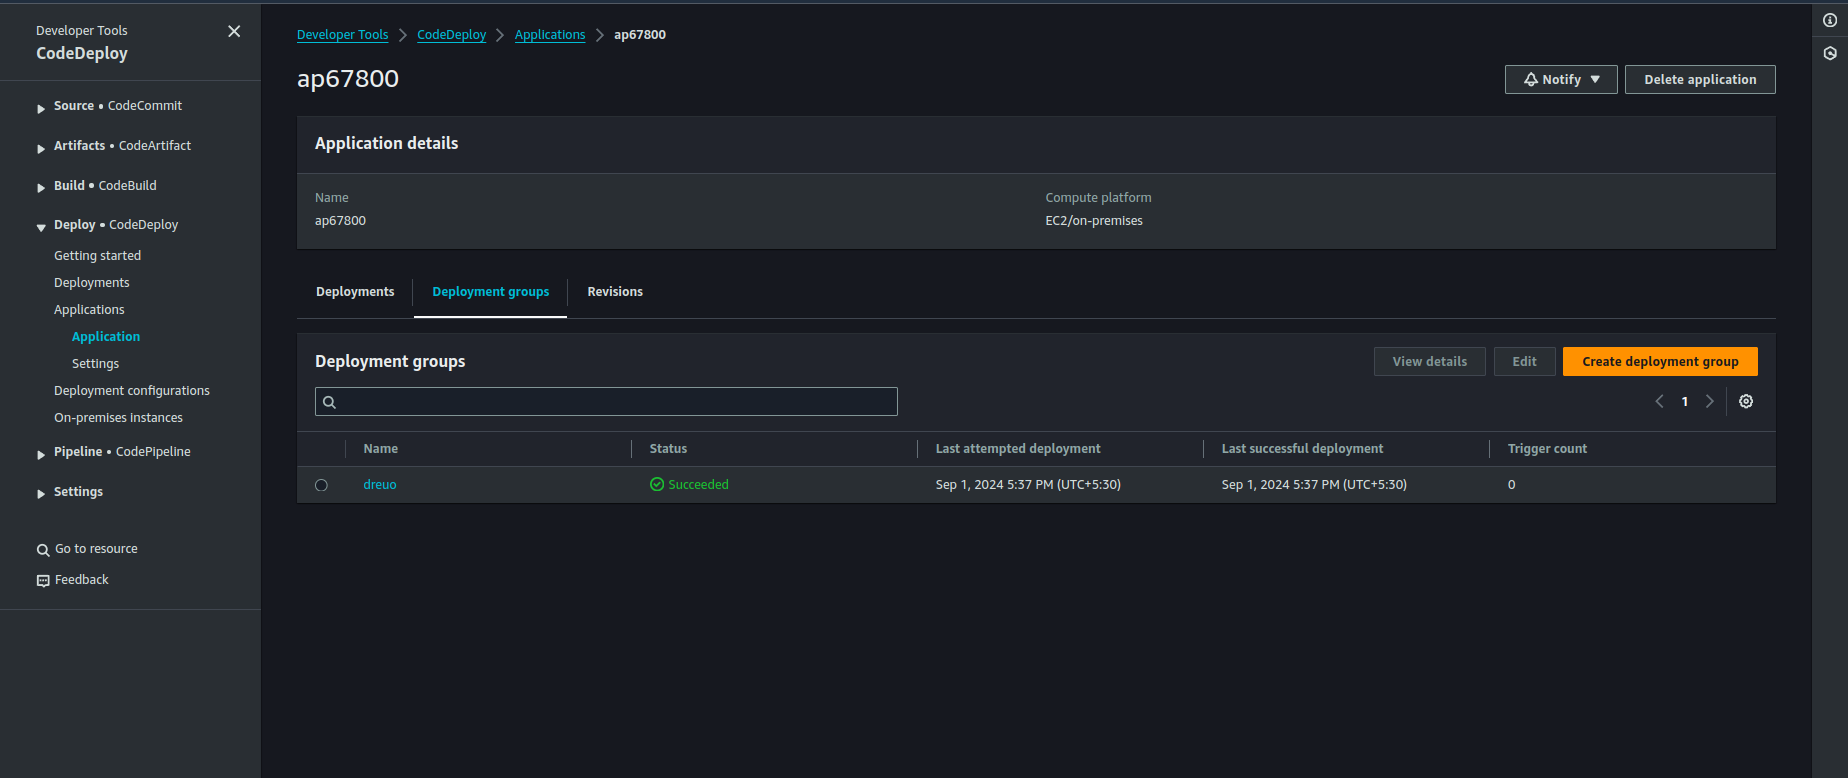 Developer Tools
CodeDeploy
Source • CodeCommit
Artifacts • CodeArtifact
Build • CodeBuild
Deploy • CodeDeploy
Getting started
Deployments
Applications
Application
Settings
Deployment configurations
On-premises instances
Pipeline • CodePipeline
Settings
Go to resource
Feedback
Developer Tools CodeDeploy Applications ap67800
ap67800
Notify Delete application
Application details
Name Compute platform
ap67800 EC2/on-premises
Deployments Deployment groups Revisions
Deployment groups
View details Edit Create deployment group
1
Name Status Last attempted deployment Last successful deployment Trigger count
dreuo Succeeded Sep 1, 2024 5:37 PM (UTC+5:30) Sep 1, 2024 5:37 PM (UTC+5:30) 0